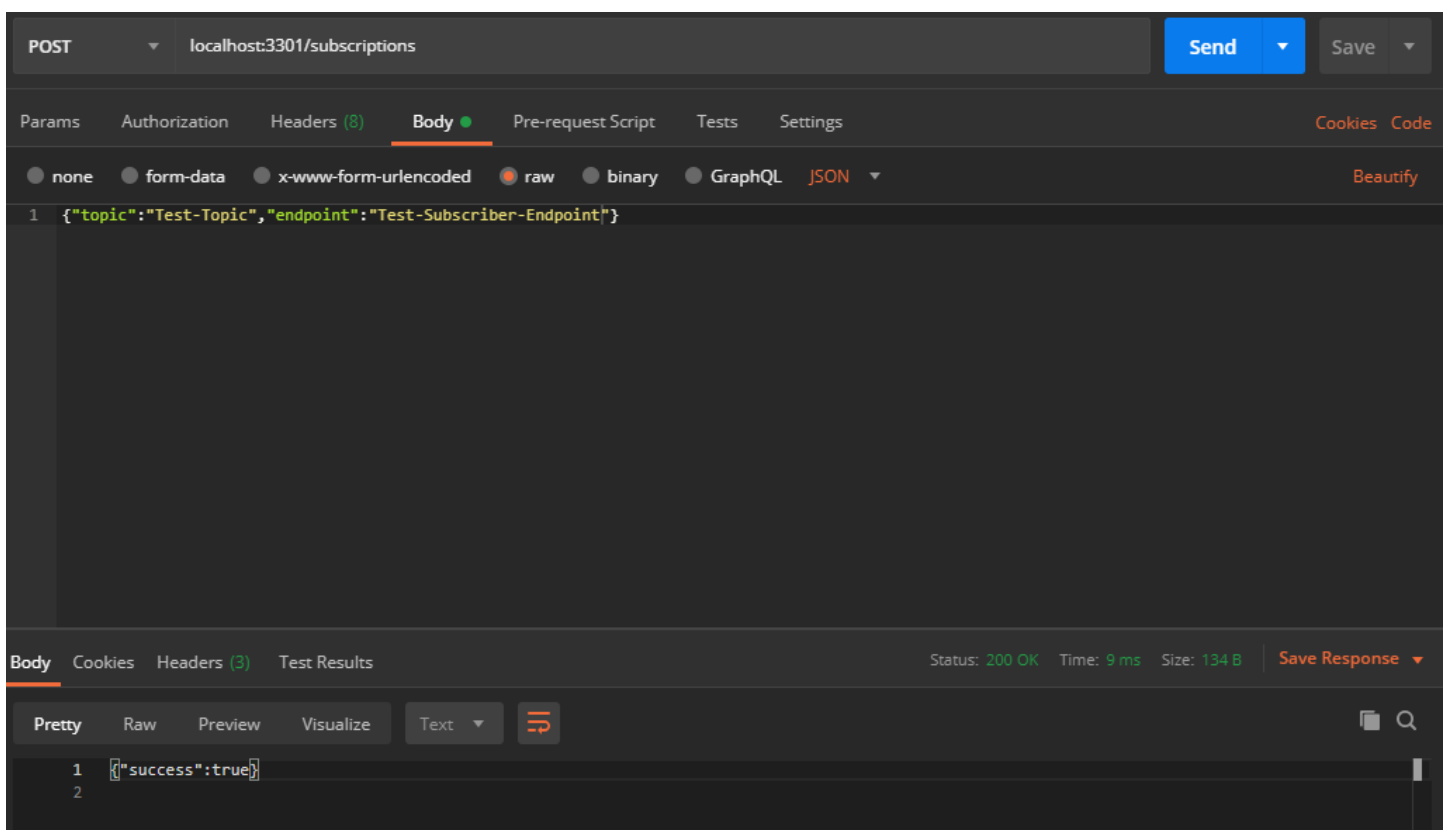 POST localhost:3301/subscriptions Send Save
Params Authorization Headers (8) Body Pre-request Script Tests Settings Cookies Code
none form-data x-www-form-urlencoded raw binary GraphQL JSON Beautify
1 {"topic":"Test-Topic","endpoint":"Test-Subscriber-Endpoint"}
Body Cookies Headers (3) Test Results Status: 200 OK Time: 9 ms Size: 134 B Save Response
Pretty Raw Preview Visualize Text
1 {"success":true}
2